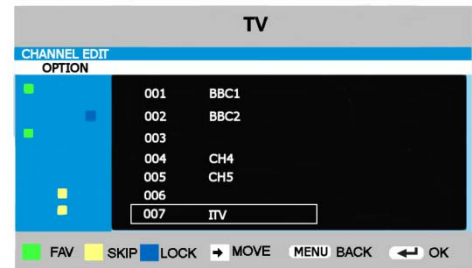 TV
CHANNEL EDIT
OPTION
001 BBC1
002 BBC2
003
004 CH4
005 CH5
006
007 ITV
FAV SKIP LOCK MOVE MENU BACK OK